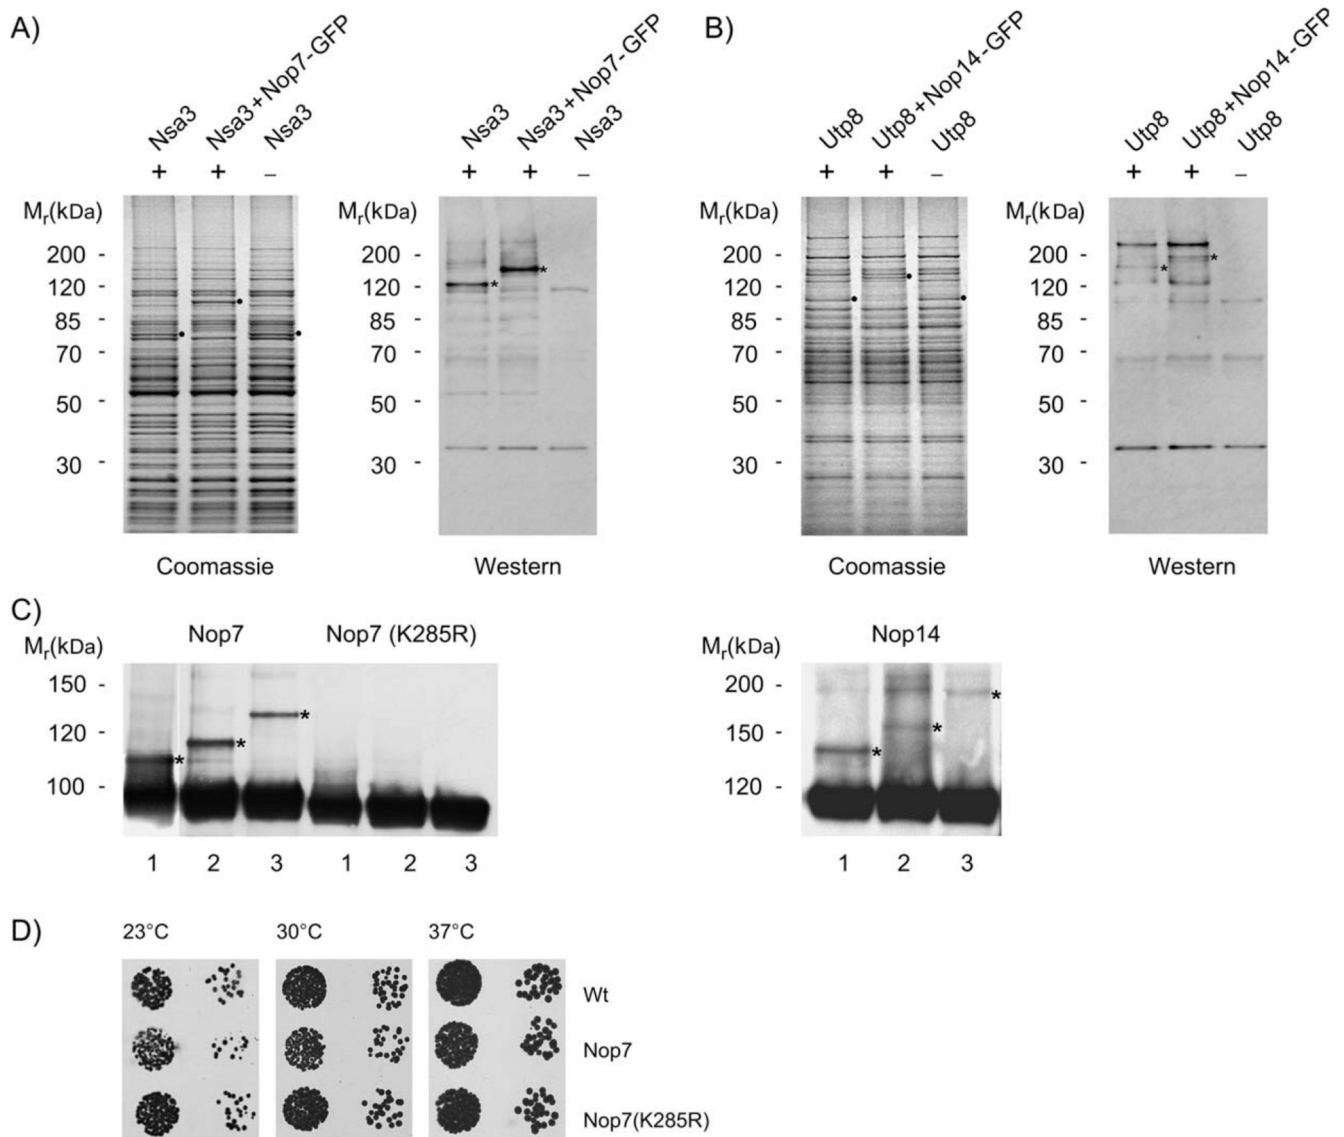 A)
Nsa3
Nsa3+Nop7-GFP
Nsa3
Nsa3
Nsa3+Nop7-GFP
Nsa3
+ + –
+ + –
Mr(kDa)
200 -
120 -
85 -
70 -
50 -
30 -
Mr(kDa)
200 -
120 -
85 -
70 -
50 -
30 -
*
*
Coomassie
Western
B)
Utp8
Utp8+Nop14-GFP
Utp8
Utp8
Utp8+Nop14-GFP
Utp8
+ + –
+ + –
Mr(kDa)
200 -
120 -
85 -
70 -
50 -
30 -
Mr(kDa)
200 -
120 -
85 -
70 -
50 -
30 -
*
*
Coomassie
Western
C)
Nop7 Nop7 (K285R)
Mr(kDa)
150 -
120 -
100 -
*
*
*
1 2 3 1 2 3
Nop14
Mr(kDa)
200 -
150 -
120 -
*
*
*
1 2 3
D)
23°C 30°C 37°C
Wt
Nop7
Nop7(K285R)